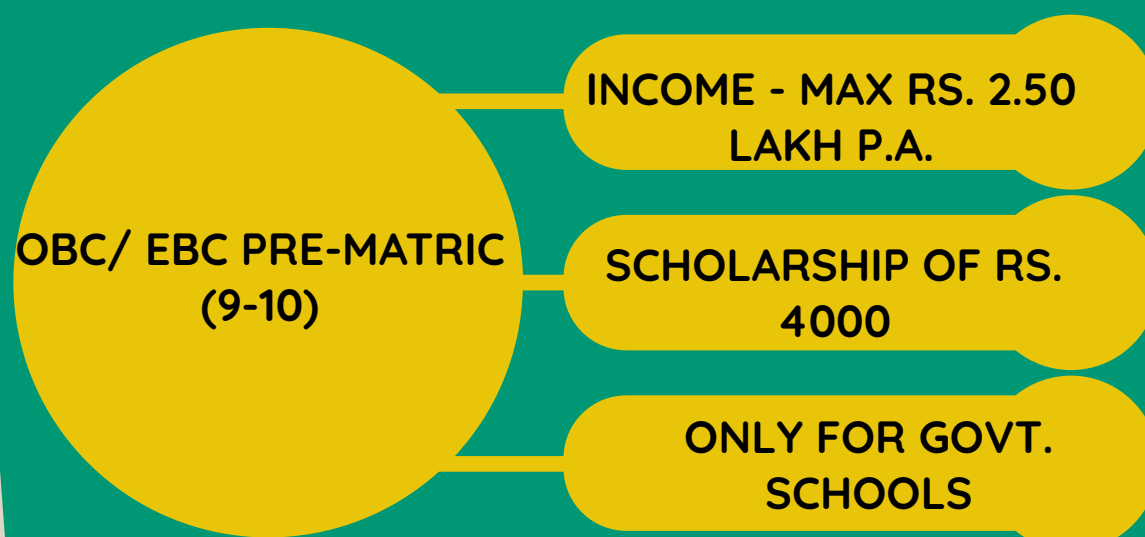 OBC/ EBC PRE-MATRIC
(9-10)
INCOME - MAX RS. 2.50
LAKH P.A.
SCHOLARSHIP OF RS.
4000
ONLY FOR GOVT.
SCHOOLS